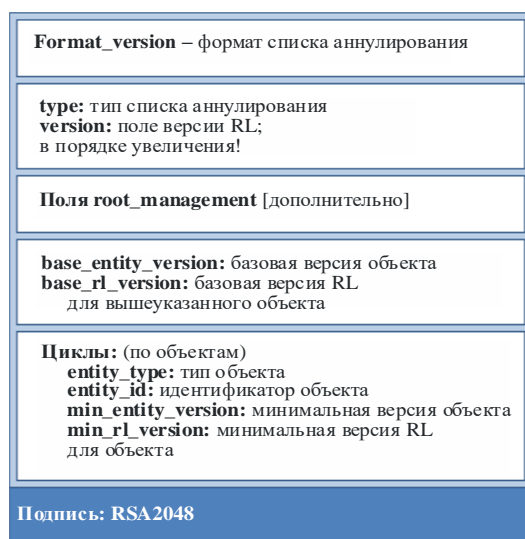 Format_version – формат списка аннулирования
type: тип списка аннулирования
version: поле версии RL;
в порядке увеличения!
Поля root_management [дополнительно]
base_entity_version: базовая версия объекта
base_rl_version: базовая версия RL
для вышеуказанного объекта
Циклы: (по объектам)
entity_type: тип объекта
entity_id: идентификатор объекта
min_entity_version: минимальная версия объекта
min_rl_version: минимальная версия RL
для объекта
Подпись: RSA2048